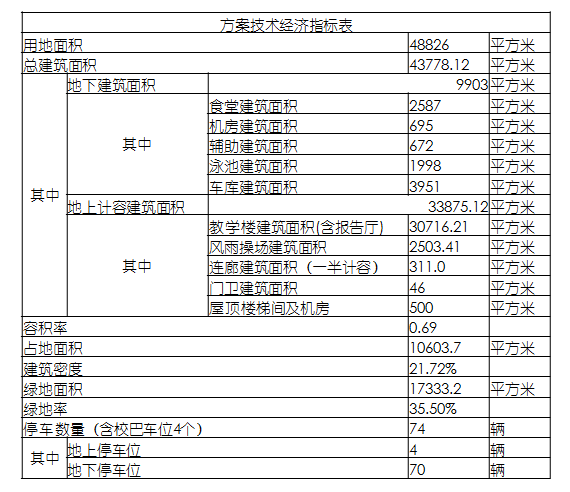 方案技术经济指标表
用地面积 48826 平方米
总建筑面积 43778.12 平方米
其中 地下建筑面积 9903 平方米
其中 食堂建筑面积 2587 平方米
机房建筑面积 695 平方米
辅助建筑面积 672 平方米
泳池建筑面积 1998 平方米
车库建筑面积 3951 平方米
地上计容建筑面积 33875.12 平方米
其中 教学楼建筑面积(含报告厅) 30716.21 平方米
风雨操场建筑面积 2503.41 平方米
连廊建筑面积（一半计容） 311.0 平方米
门卫建筑面积 46 平方米
屋顶楼梯间及机房 500 平方米
容积率 0.69
占地面积 10603.7 平方米
建筑密度 21.72%
绿地面积 17333.2 平方米
绿地率 35.50%
停车数量（含校巴车位4个） 74 辆
其中 地上停车位 4 辆
地下停车位 70 辆